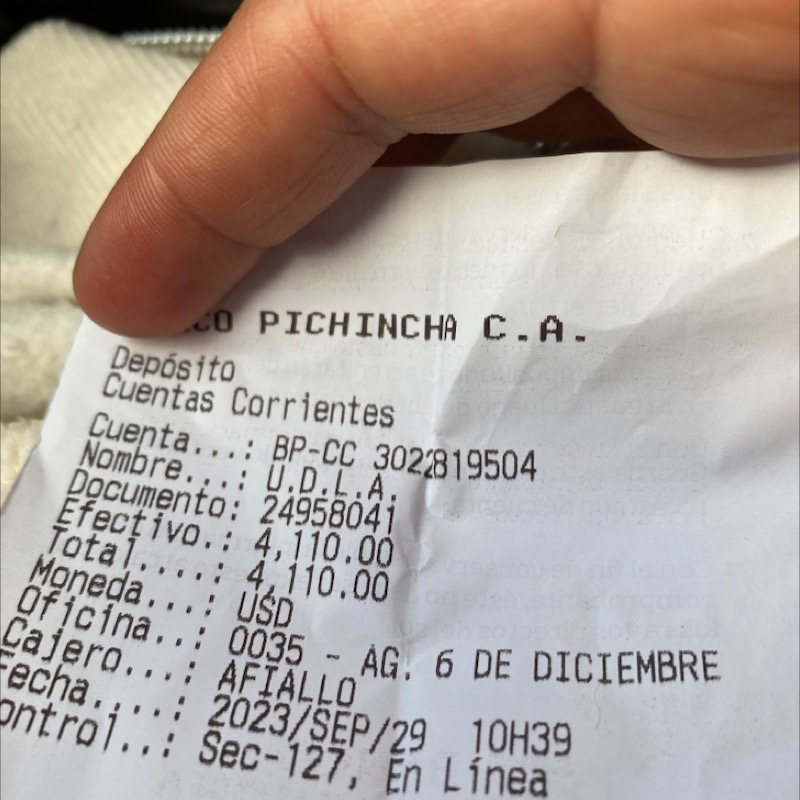 CO PICHINCHA C.A.
Depósito
Cuentas Corrientes
Cuenta...: BP-CC 3022819504
Nombre...: U.D.L.A.
Documento: 24958041
Efectivo.: 4,110.00
Total....: 4,110.00
Moneda...: USD
Oficina..: 0035 - AG. 6 DE DICIEMBRE
Cajero...: AFIALLO
Fecha....: 2023/SEP/29 10H39
ontrol..: Sec-127, En Línea